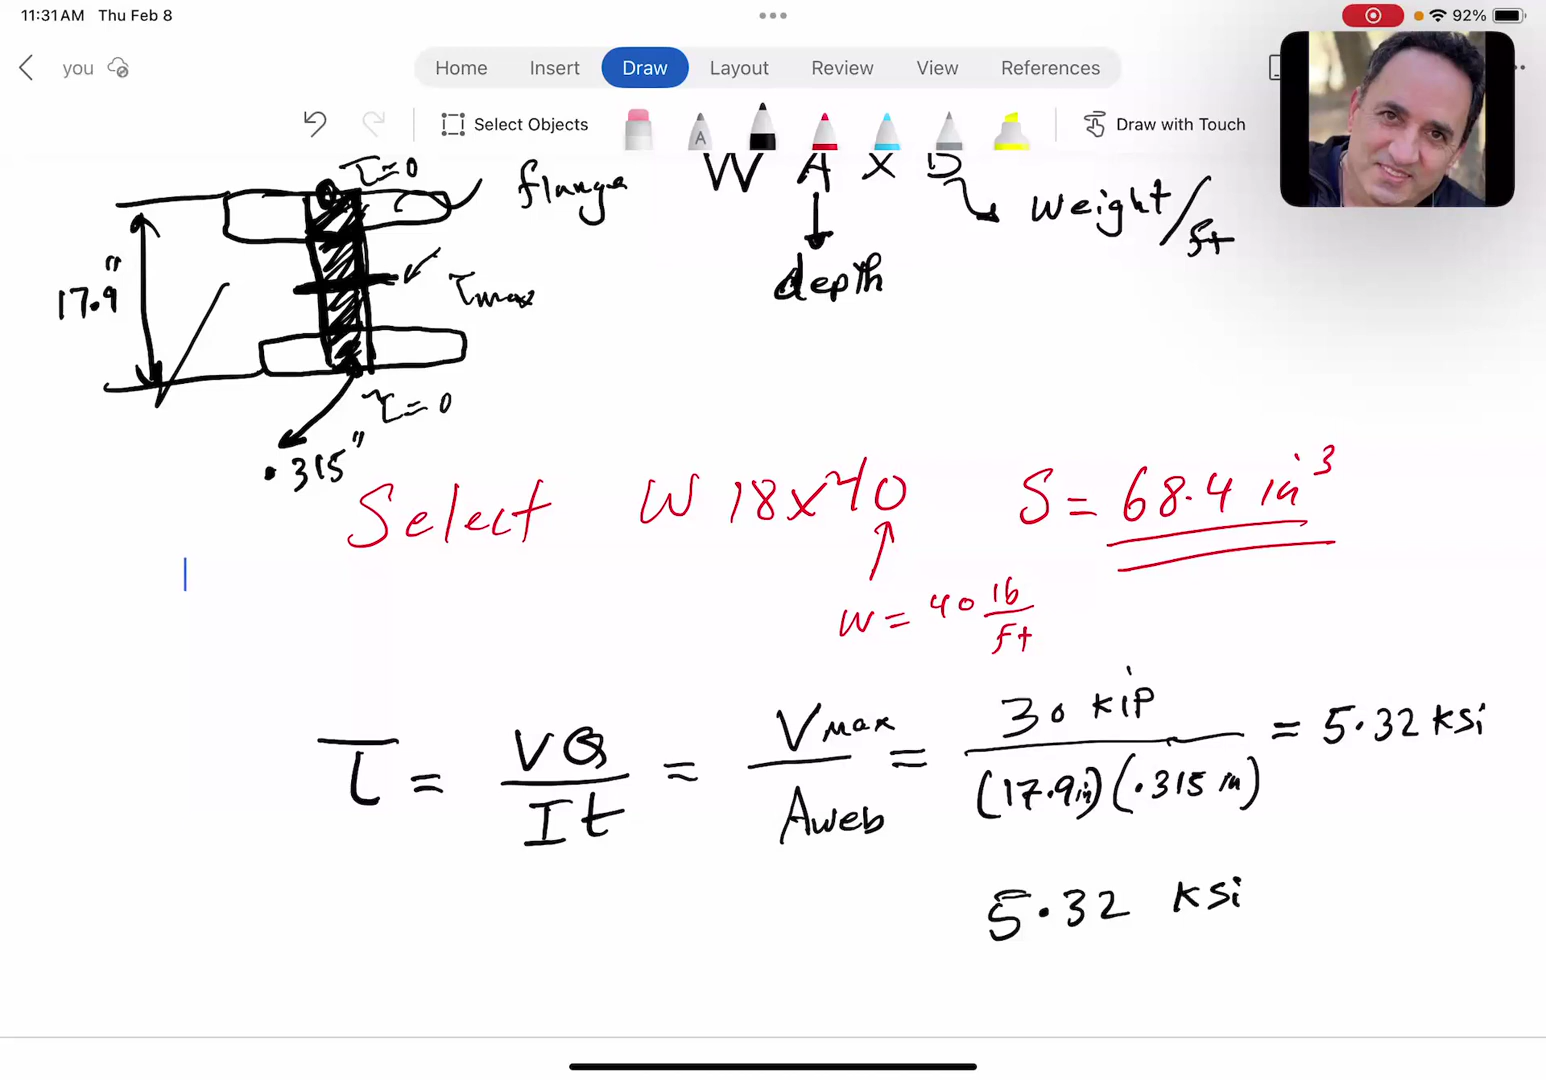 11:31 AM Thu Feb 8
92%
you
Home Insert Draw Layout Review View References
Select Objects
A
Draw with Touch
τ=0
flange
W A x D
weight/ft
depth
17.9"
τmax
τ=0
.315"
Select W 18x40 S = 68.4 in³
w = 40 lb/ft
τ = VQ/It = Vmax/Aweb = 30 kip/(17.9in)(.315 in) = 5.32 ksi
5.32 ksi